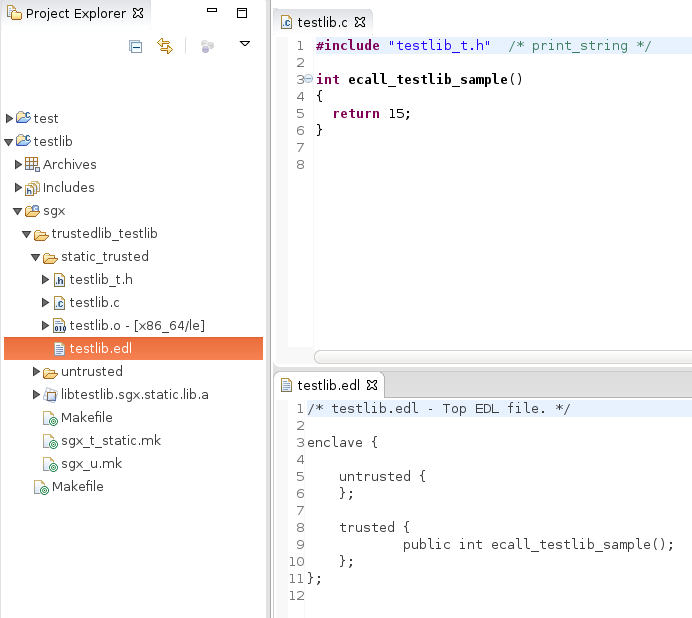 Project Explorer
test
testlib
Archives
Includes
sgx
trustedlib_testlib
static_trusted
testlib_t.h
testlib.c
testlib.o - [x86_64/le]
testlib.edl
untrusted
libtestlib.sgx.static.lib.a
Makefile
sgx_t_static.mk
sgx_u.mk
Makefile
testlib.c
1 #include "testlib_t.h"  /* print_string */
2
3 int ecall_testlib_sample()
4 {
5   return 15;
6 }
7
8
testlib.edl
1 /* testlib.edl - Top EDL file. */
2
3 enclave {
4
5     untrusted {
6     };
7
8     trusted {
9             public int ecall_testlib_sample();
10     };
11 };
12